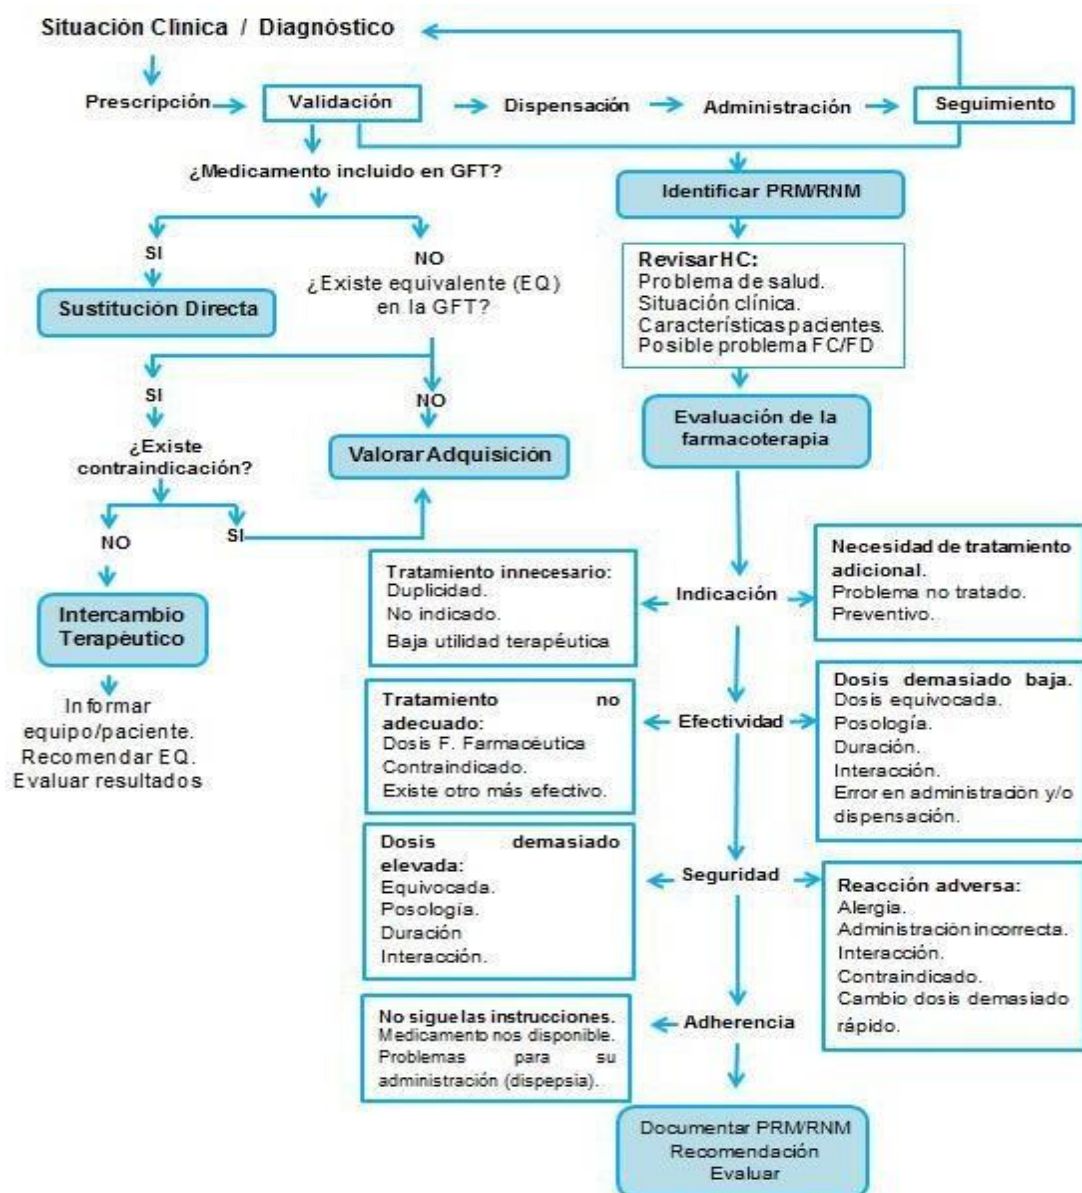 Situación Clínica / Diagnóstico
Prescripción
Validación
Dispensación
Administración
Seguimiento
¿Medicamento incluido en GFT?
SI
Sustitución Directa
NO
¿Existe equivalente (EQ)
en la GFT?
SI
NO
¿Existe
contraindicación?
Valorar Adquisición
NO
SI
Intercambio
Terapéutico
Informar
equipo/paciente.
Recomendar EQ.
Evaluar resultados
Identificar PRM/RNM
Revisar HC:
Problema de salud.
Situación clínica.
Características pacientes.
Posible problema FC/FD
Evaluación de la
farmacoterapia
Tratamiento innecesario:
Duplicidad.
No indicado.
Baja utilidad terapéutica
Indicación
Necesidad de tratamiento
adicional.
Problema no tratado.
Preventivo.
Tratamiento no
adecuado:
Dosis F. Farmacéutica
Contraindicado.
Existe otro más efectivo.
Efectividad
Dosis demasiado baja.
Dosis equivocada.
Posología.
Duración.
Interacción.
Error en administración y/o
dispensación.
Dosis demasiado
elevada:
Equivocada.
Posología.
Duración
Interacción.
Seguridad
Reacción adversa:
Alergia.
Administración incorrecta.
Interacción.
Contraindicado.
Cambio dosis demasiado
rápido.
No sigue las instrucciones.
Medicamento nos disponible.
Problemas para su
administración (dispepsia).
Adherencia
Documentar PRM/RNM
Recomendación
Evaluar